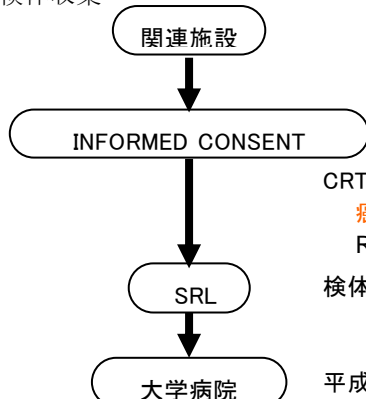 検体収集
関連施設
INFORMED CONSENT
CRT
R
SRL
検体
大学病院
平成